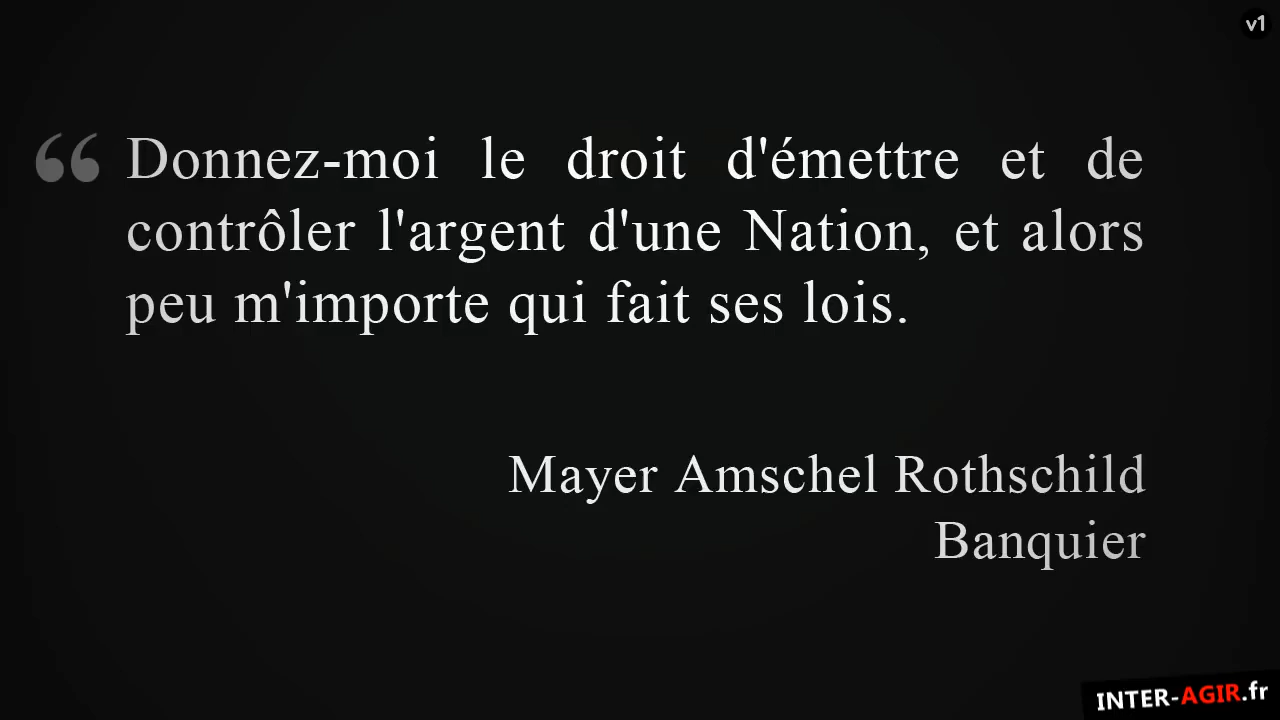 v1
“ Donnez-moi le droit d'émettre et de
contrôler l'argent d'une Nation, et alors
peu m'importe qui fait ses lois.
Mayer Amschel Rothschild
Banquier
INTER-AGIR.fr